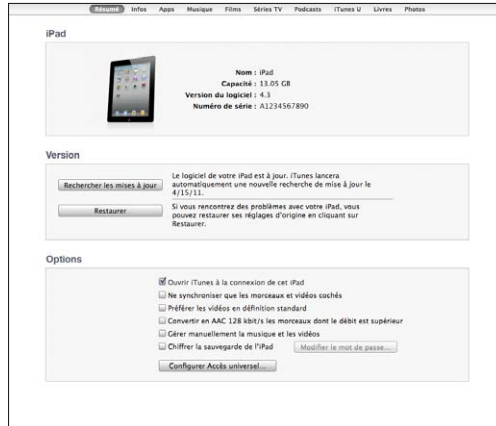 Résumé Infos Apps Musique Films Séries TV Podcasts iTunes U Livres Photos
iPad
Nom : iPad
Capacité : 13.05 GB
Version du logiciel : 4.3
Numéro de série : A1234567890
Version
Rechercher les mises à jour
Le logiciel de votre iPad est à jour. iTunes lancera
automatiquement une nouvelle recherche de mise à jour le
4/15/11.
Restaurer
Si vous rencontrez des problèmes avec votre iPad, vous
pouvez restaurer ses réglages d'origine en cliquant sur
Restaurer.
Options
Ouvrir iTunes à la connexion de cet iPad
Ne synchroniser que les morceaux et vidéos cochés
Préférer les vidéos en définition standard
Convertir en AAC 128 kbit/s les morceaux dont le débit est supérieur
Gérer manuellement la musique et les vidéos
Chiffrer la sauvegarde de l'iPad Modifier le mot de passe...
Configurer Accès universel...